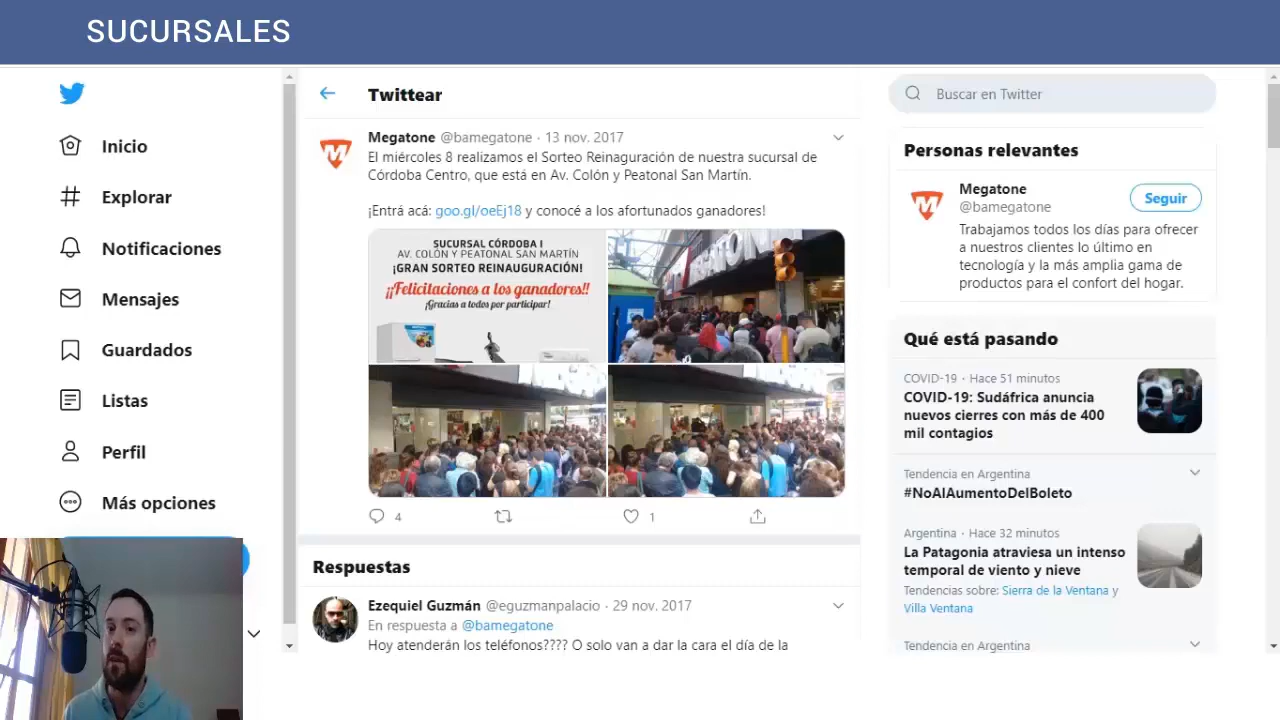 SUCURSALES
Inicio
Explorar
Notificaciones
Mensajes
Guardados
Listas
Perfil
Más opciones
Twittear
Megatone @bamegatone · 13 nov. 2017
El miércoles 8 realizamos el Sorteo Reinaguración de nuestra sucursal de
Córdoba Centro, que está en Av. Colón y Peatonal San Martín.
¡Entrá acá: goo.gl/oeEj18 y conocé a los afortunados ganadores!
SUCURSAL CÓRDOBA I
AV. COLÓN Y PEATONAL SAN MARTÍN
¡GRAN SORTEO REINAUGURACIÓN!
¡¡Felicitaciones a los ganadores!!
¡Gracias a todos por participar!
4
1
Respuestas
Ezequiel Guzmán @eguzmanpalacio · 29 nov. 2017
En respuesta a @bamegatone
Hoy atenderán los teléfonos???? O solo van a dar la cara el día de la
Buscar en Twitter
Personas relevantes
Megatone
@bamegatone
Seguir
Trabajamos todos los días para ofrecer
a nuestros clientes lo último en
tecnología y la más amplia gama de
productos para el confort del hogar.
Qué está pasando
COVID-19 · Hace 51 minutos
COVID-19: Sudáfrica anuncia
nuevos cierres con más de 400
mil contagios
Tendencia en Argentina
#NoAlAumentoDelBoleto
Argentina · Hace 32 minutos
La Patagonia atraviesa un intenso
temporal de viento y nieve
Tendencias sobre: Sierra de la Ventana y
Villa Ventana
Tendencia en Argentina